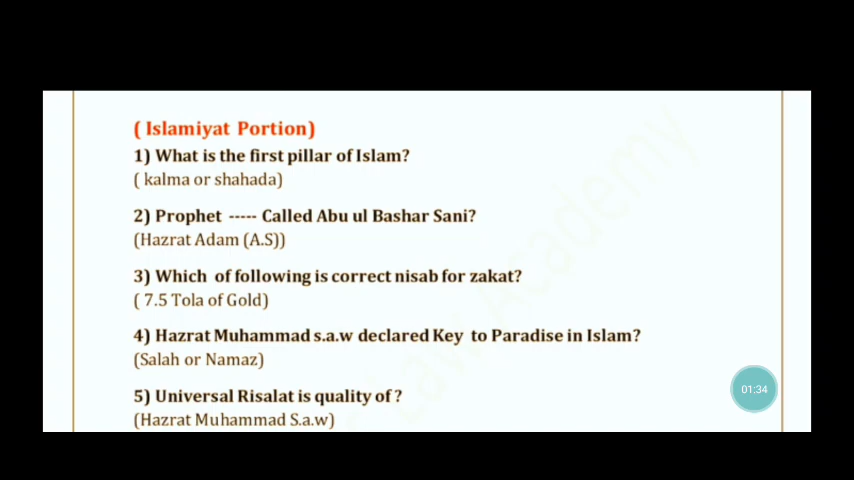 ( Islamiyat Portion)
1) What is the first pillar of Islam?
( kalma or shahada)
2) Prophet ----- Called Abu ul Bashar Sani?
(Hazrat Adam (A.S))
3) Which of following is correct nisab for zakat?
( 7.5 Tola of Gold)
4) Hazrat Muhammad s.a.w declared Key to Paradise in Islam?
(Salah or Namaz)
5) Universal Risalat is quality of ?
(Hazrat Muhammad S.a.w)
01:34
Law Academy